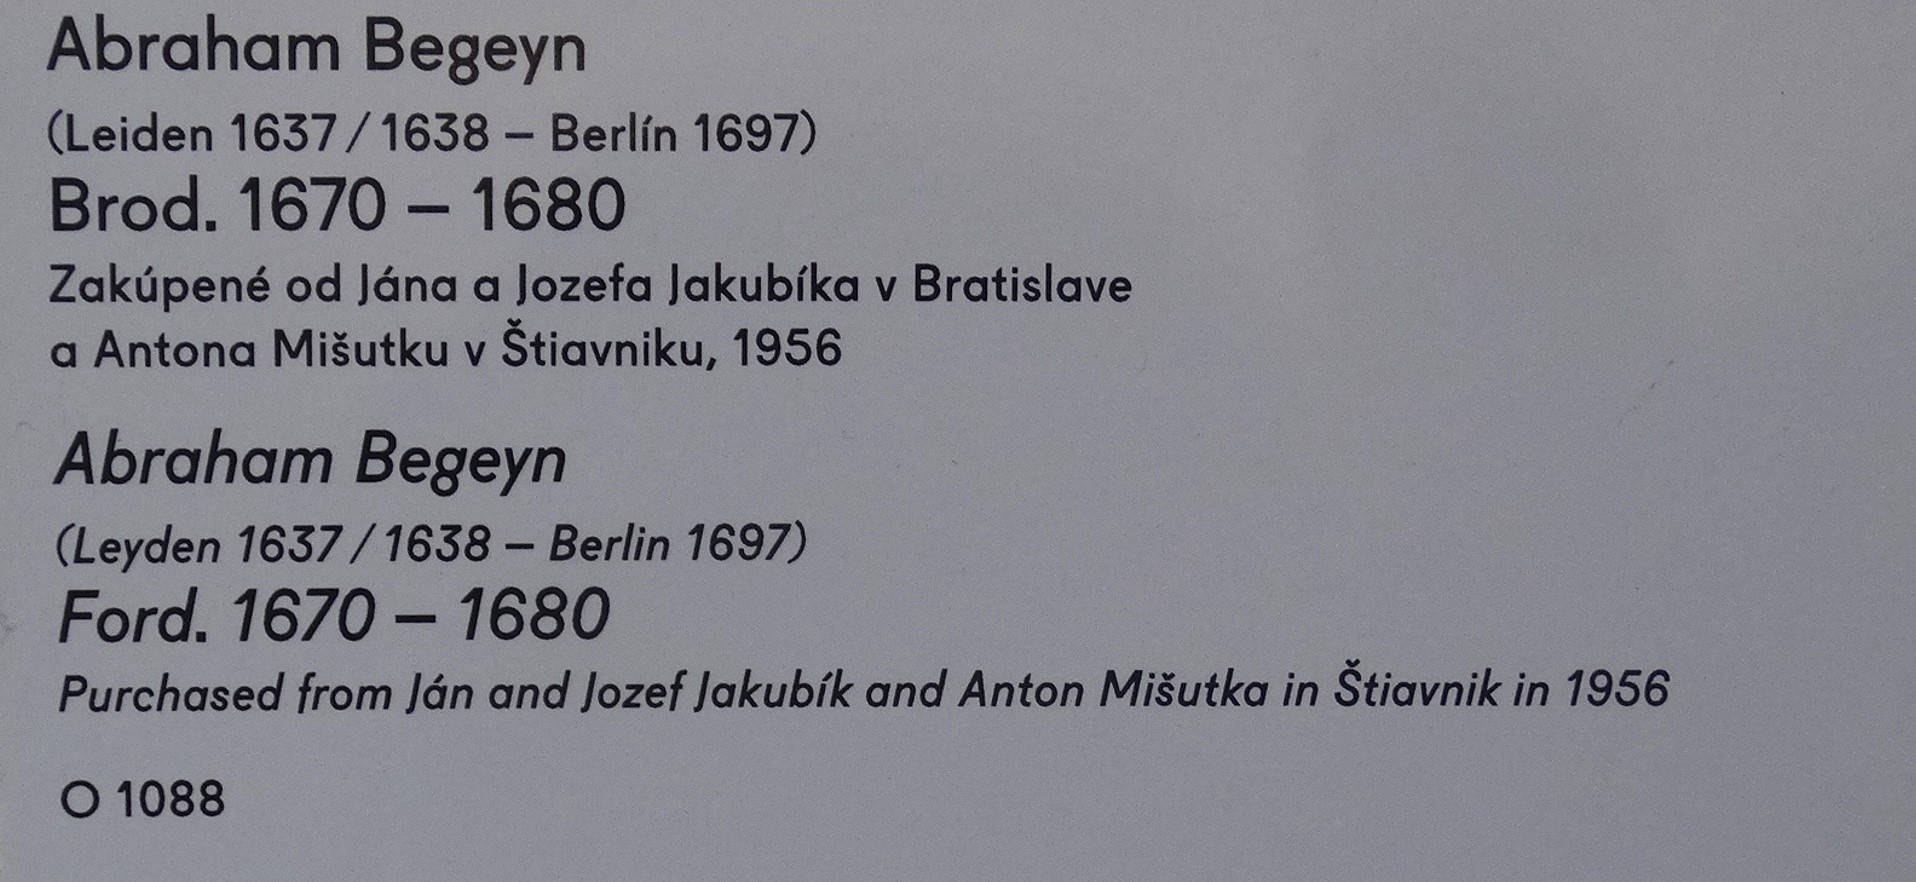 Abraham Begeyn
(Leiden 1637 / 1638 – Berlín 1697)
Brod. 1670 – 1680
Zakúpené od Jána a Jozefa Jakubíka v Bratislave
a Antona Mišutku v Štiavniku, 1956
Abraham Begeyn
(Leyden 1637 / 1638 – Berlin 1697)
Ford. 1670 – 1680
Purchased from Ján and Jozef Jakubík and Anton Mišutka in Štiavnik in 1956
O 1088